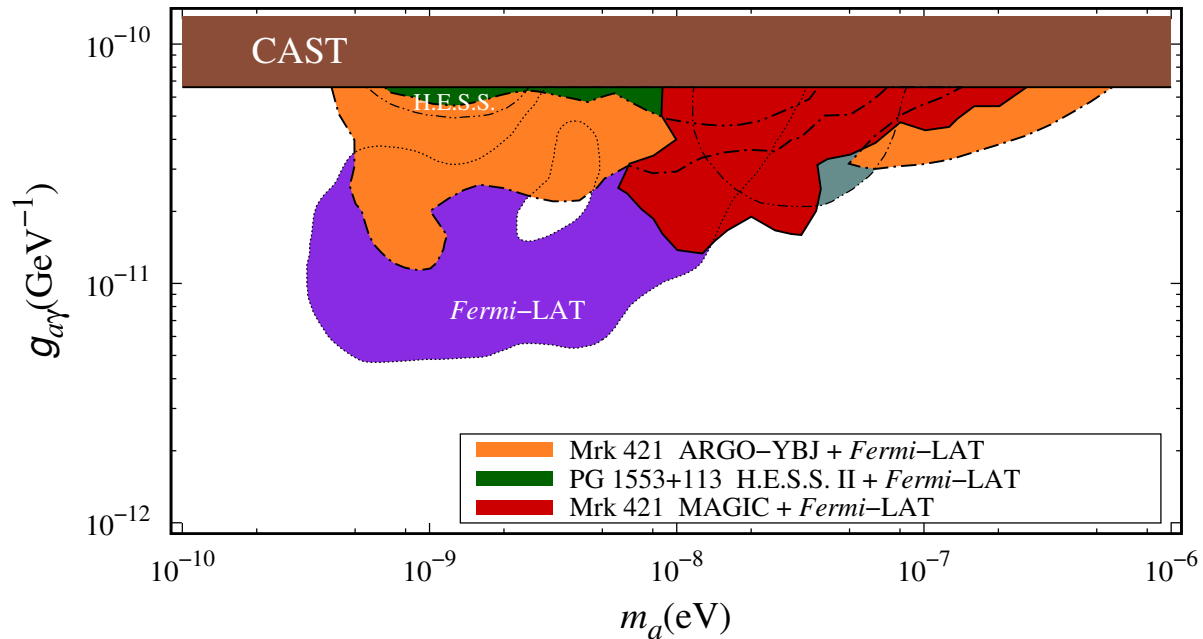 10⁻¹⁰
CAST
H.E.S.S.
g_aγ(GeV⁻¹)
10⁻¹¹
Fermi−LAT
Mrk 421 ARGO−YBJ + Fermi−LAT
PG 1553+113 H.E.S.S. II + Fermi−LAT
Mrk 421 MAGIC + Fermi−LAT
10⁻¹²
10⁻¹⁰ 10⁻⁹ 10⁻⁸ 10⁻⁷ 10⁻⁶
m_a(eV)